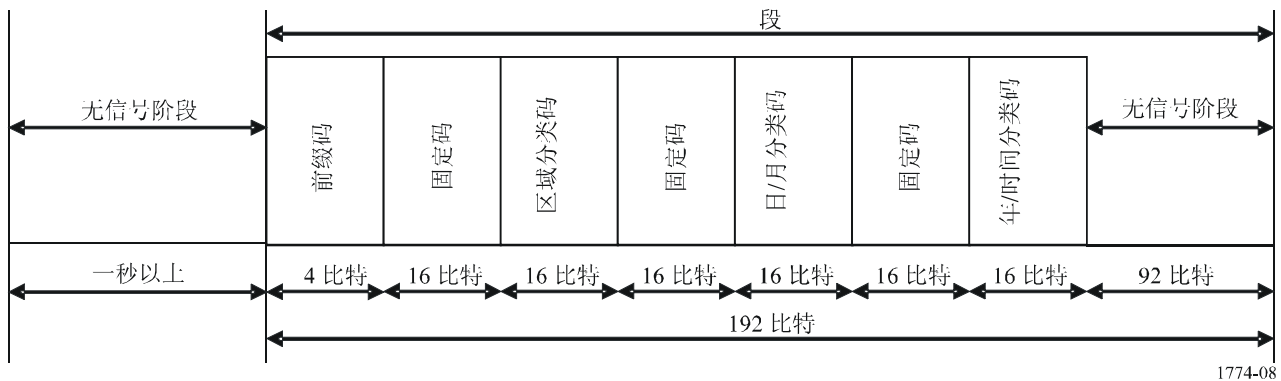 段
无信号阶段
前缀码
固定码
区域分类码
固定码
日/月分类码
固定码
年/时间分类码
无信号阶段
一秒以上
4 比特
16 比特
16 比特
16 比特
16 比特
16 比特
16 比特
92 比特
192 比特
1774-08